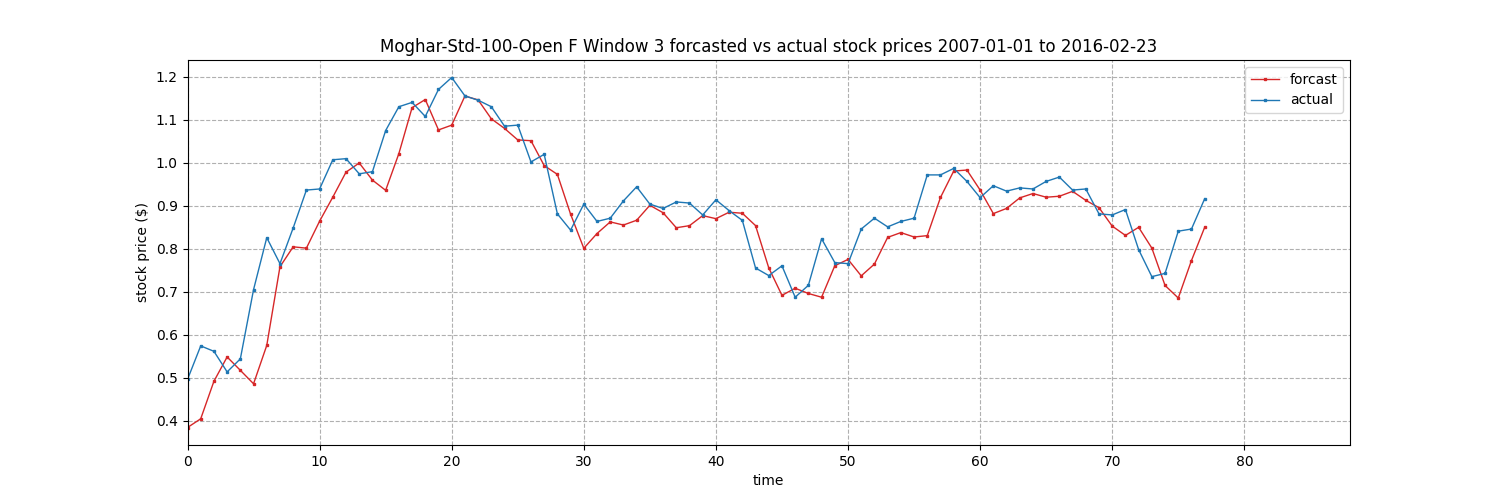 Moghar-Std-100-Open F Window 3 forcasted vs actual stock prices 2007-01-01 to 2016-02-23
forcast
actual
stock price ($)
1.2
1.1
1.0
0.9
0.8
0.7
0.6
0.5
0.4
0 10 20 30 40 50 60 70 80
time